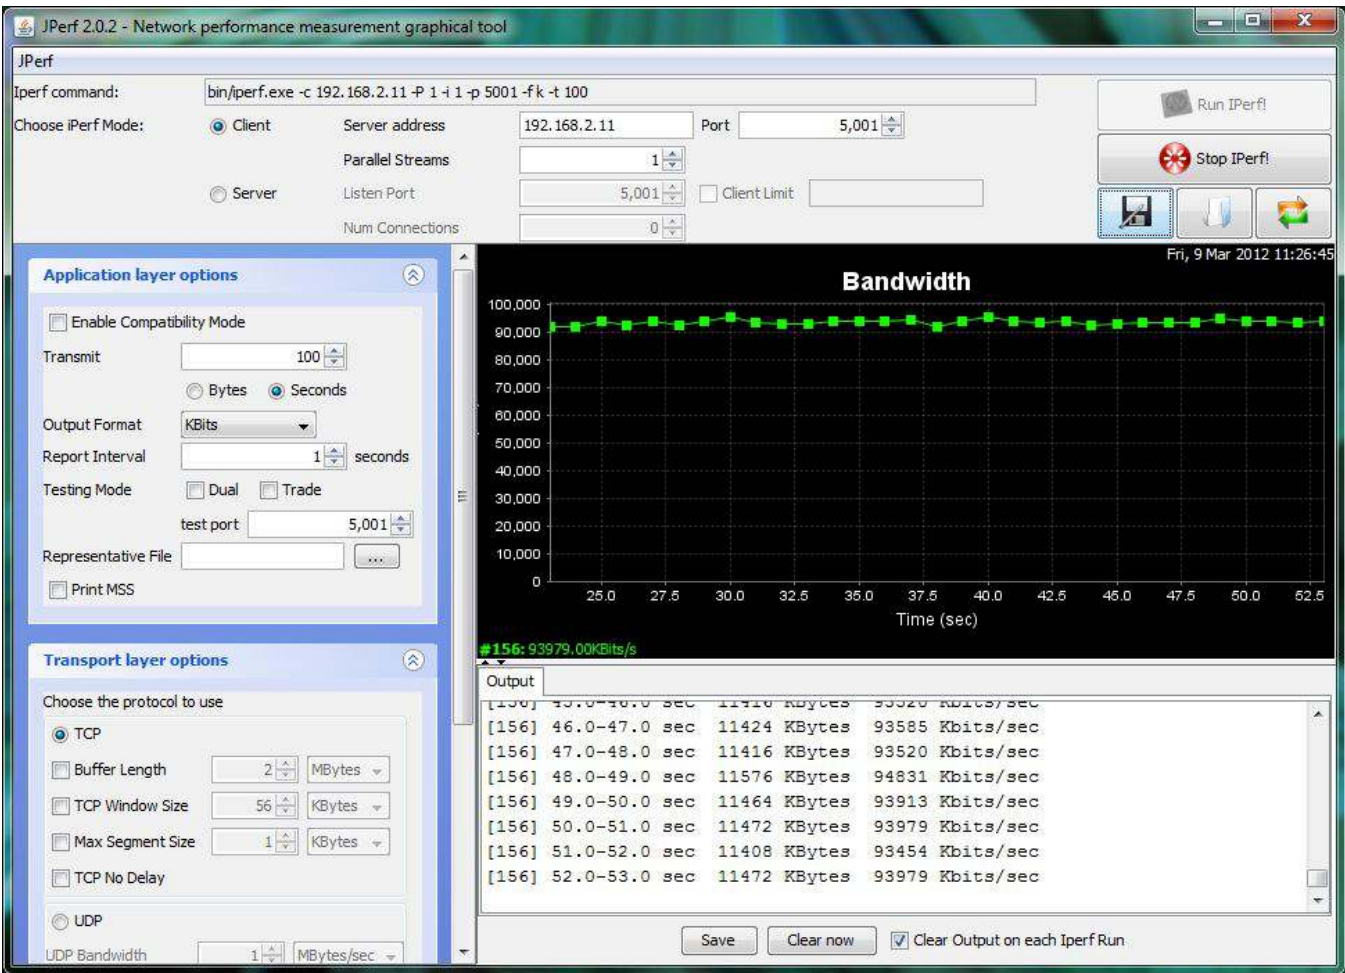 JPerf 2.0.2 - Network performance measurement graphical tool
JPerf
Iperf command: bin/iperf.exe -c 192.168.2.11 -P 1 -i 1 -p 5001 -f k -t 100
Run IPerf!
Choose iPerf Mode: Client Server address 192.168.2.11 Port 5,001
Parallel Streams 1
Stop IPerf!
Server Listen Port 5,001 Client Limit
Num Connections 0
Application layer options
Enable Compatibility Mode
Transmit 100
Bytes Seconds
Output Format KBits
Report Interval 1 seconds
Testing Mode Dual Trade
test port 5,001
Representative File ...
Print MSS
Transport layer options
Choose the protocol to use
TCP
Buffer Length 2 MBytes
TCP Window Size 56 KBytes
Max Segment Size 1 KBytes
TCP No Delay
UDP
UDP Bandwidth 1 MBytes/sec
Fri, 9 Mar 2012 11:26:45
Bandwidth
100,000
90,000
80,000
70,000
60,000
50,000
40,000
30,000
20,000
10,000
0
25.0 27.5 30.0 32.5 35.0 37.5 40.0 42.5 45.0 47.5 50.0 52.5
Time (sec)
#156: 93979.00KBits/s
Output
[156] 45.0-46.0 sec 11416 KBytes 93520 Kbits/sec
[156] 46.0-47.0 sec 11424 KBytes 93585 Kbits/sec
[156] 47.0-48.0 sec 11416 KBytes 93520 Kbits/sec
[156] 48.0-49.0 sec 11576 KBytes 94831 Kbits/sec
[156] 49.0-50.0 sec 11464 KBytes 93913 Kbits/sec
[156] 50.0-51.0 sec 11472 KBytes 93979 Kbits/sec
[156] 51.0-52.0 sec 11408 KBytes 93454 Kbits/sec
[156] 52.0-53.0 sec 11472 KBytes 93979 Kbits/sec
Save Clear now Clear Output on each Iperf Run